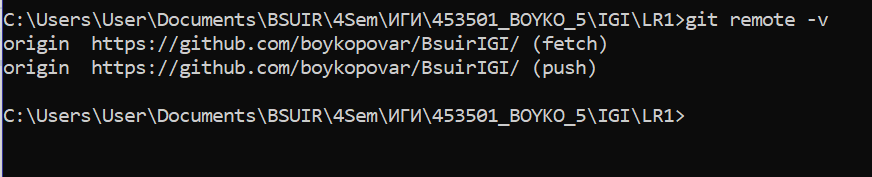 C:\Users\User\Documents\BSUIR\4Sem\ИГИ\453501_BOYKO_5\IGI\LR1>git remote -v
origin  https://github.com/boykopovar/BsuirIGI/ (fetch)
origin  https://github.com/boykopovar/BsuirIGI/ (push)
C:\Users\User\Documents\BSUIR\4Sem\ИГИ\453501_BOYKO_5\IGI\LR1>